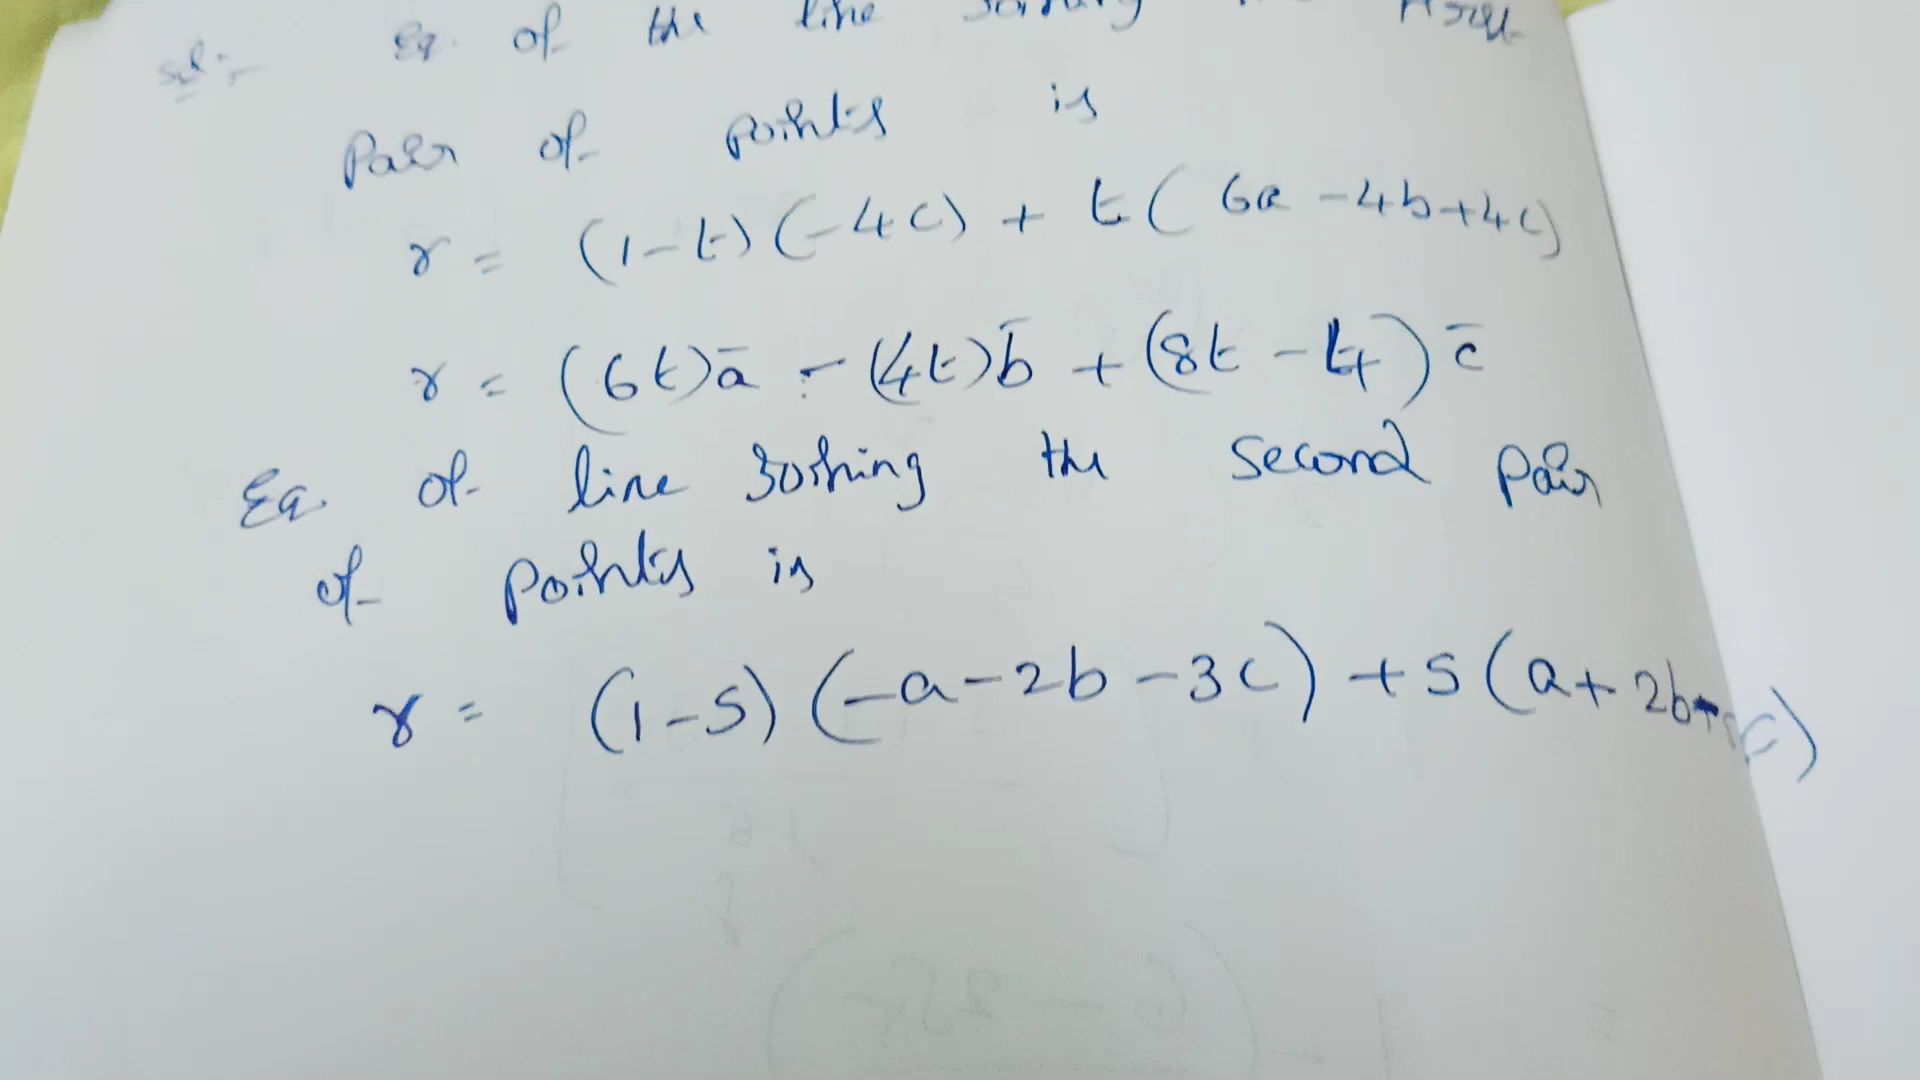 sol:- Eq. of the line
Pair of points is
r = (1-t)(-4c) + t(6a-4b+4c)
r = (6t)a̅ - (4t)b̅ + (8t-4)c̅
Eq. of line Joining the second Pair
of points is
r = (1-s)(-a-2b-3c)+s(a+2b c)